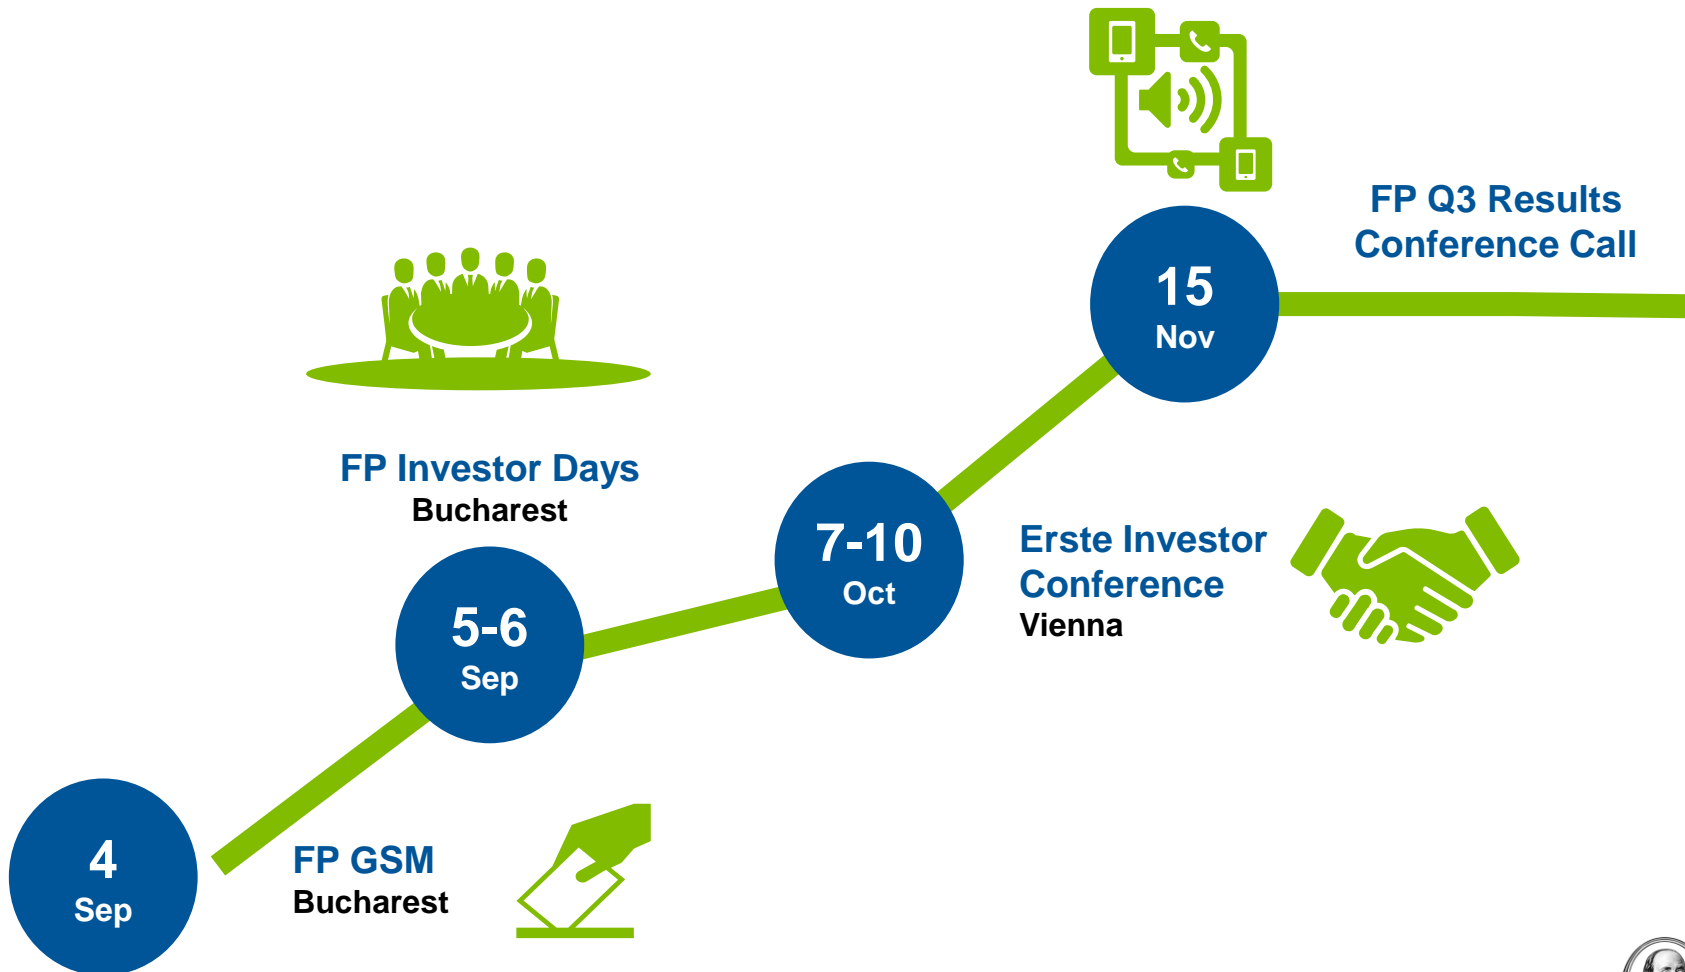 4
Sep
FP GSM
Bucharest
5-6
Sep
FP Investor Days
Bucharest
7-10
Oct
Erste Investor
Conference
Vienna
15
Nov
FP Q3 Results
Conference Call